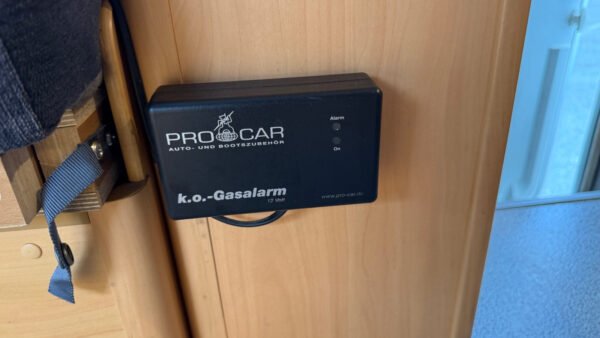 Alarm
PRO CAR
AUTO- UND BOOTSZUBEHÖR
On
k.o.-Gasalarm
12 Volt
www.pro-car.de